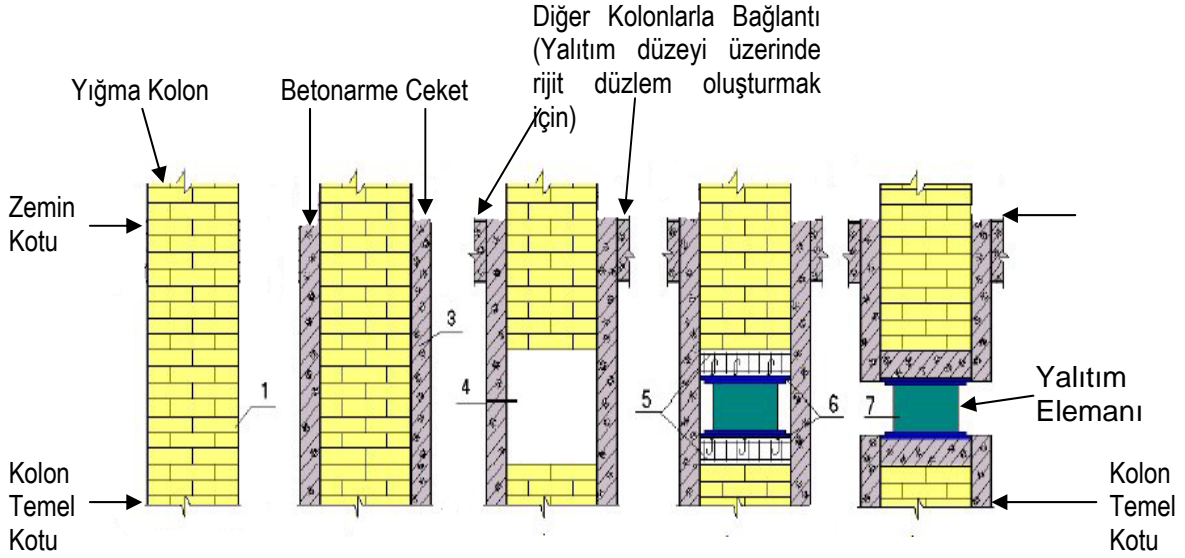 Diğer Kolonlarla Bağlantı
(Yalıtım düzeyi üzerinde
rijit düzlem oluşturmak
için)
Yığma Kolon
Betonarme Ceket
Zemin
Kotu
1
3
4
5
6
7
Yalıtım
Elemanı
Kolon
Temel
Kotu
Kolon
Temel
Kotu